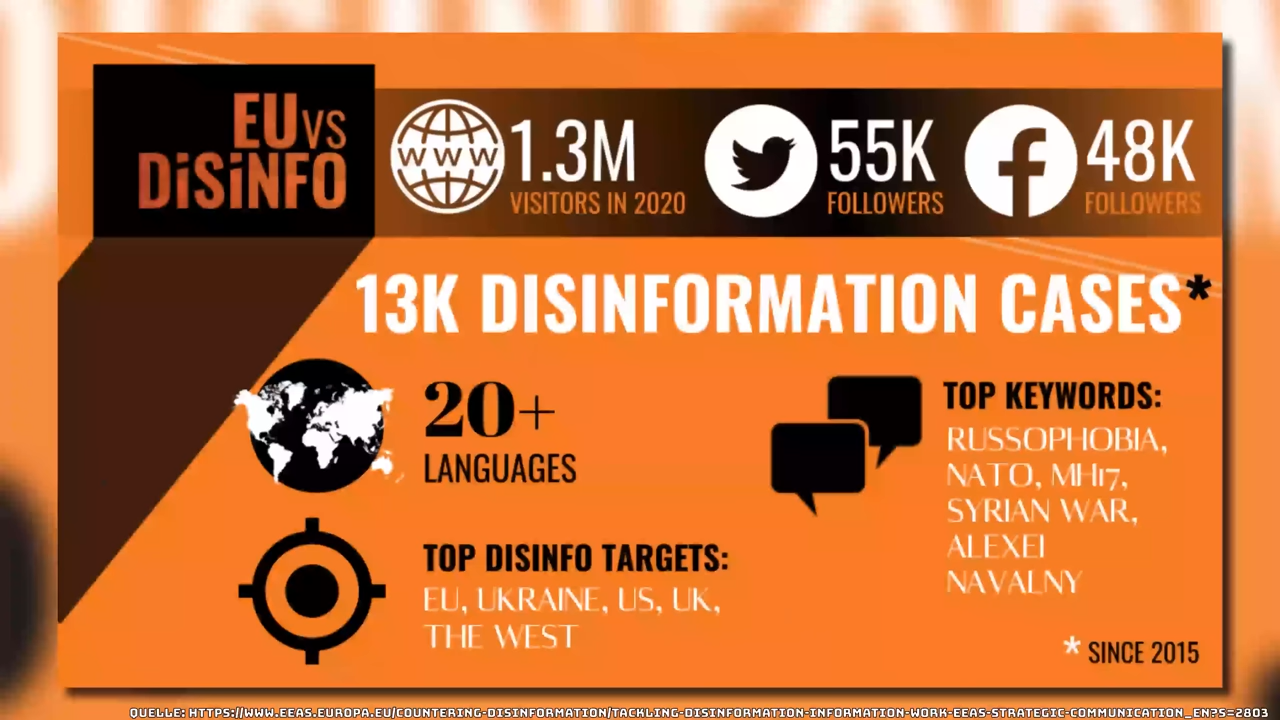 EU VS
DiSiNFO
WWW
1.3M
VISITORS IN 2020
55K
FOLLOWERS
48K
FOLLOWERS
13K DISINFORMATION CASES*
20+
LANGUAGES
TOP DISINFO TARGETS:
EU, UKRAINE, US, UK,
THE WEST
TOP KEYWORDS:
RUSSOPHOBIA,
NATO, MH17,
SYRIAN WAR,
ALEXEI
NAVALNY
* SINCE 2015
QUELLE: HTTPS://WWW.EEAS.EUROPA.EU/COUNTERING-DISINFORMATION/TACKLING-DISINFORMATION-INFORMATION-WORK-EEAS-STRATEGIC-COMMUNICATION_EN?S=2803